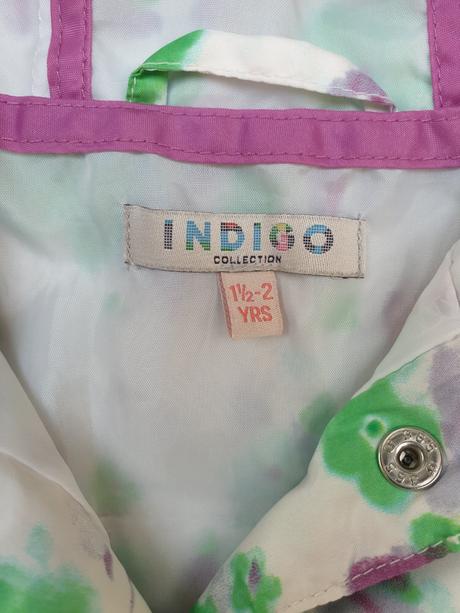 INDIGO
COLLECTION
1½-2
YRS